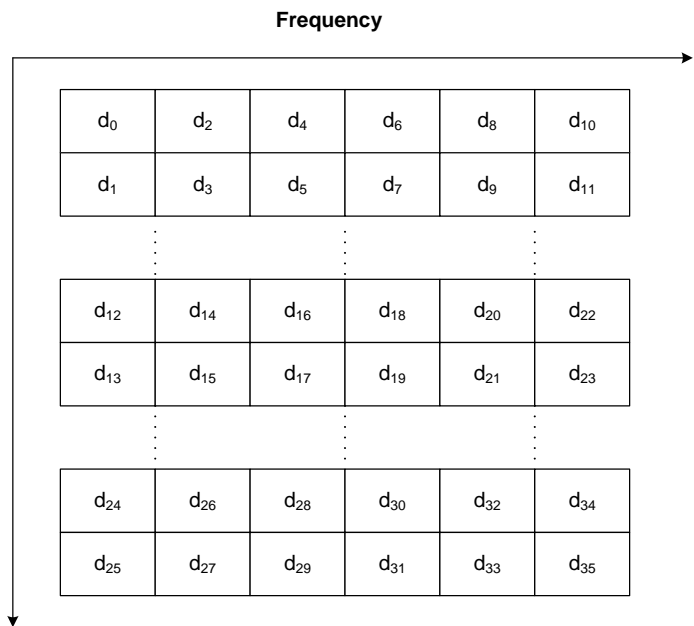 Frequency
d0 d2 d4 d6 d8 d10
d1 d3 d5 d7 d9 d11
d12 d14 d16 d18 d20 d22
d13 d15 d17 d19 d21 d23
d24 d26 d28 d30 d32 d34
d25 d27 d29 d31 d33 d35